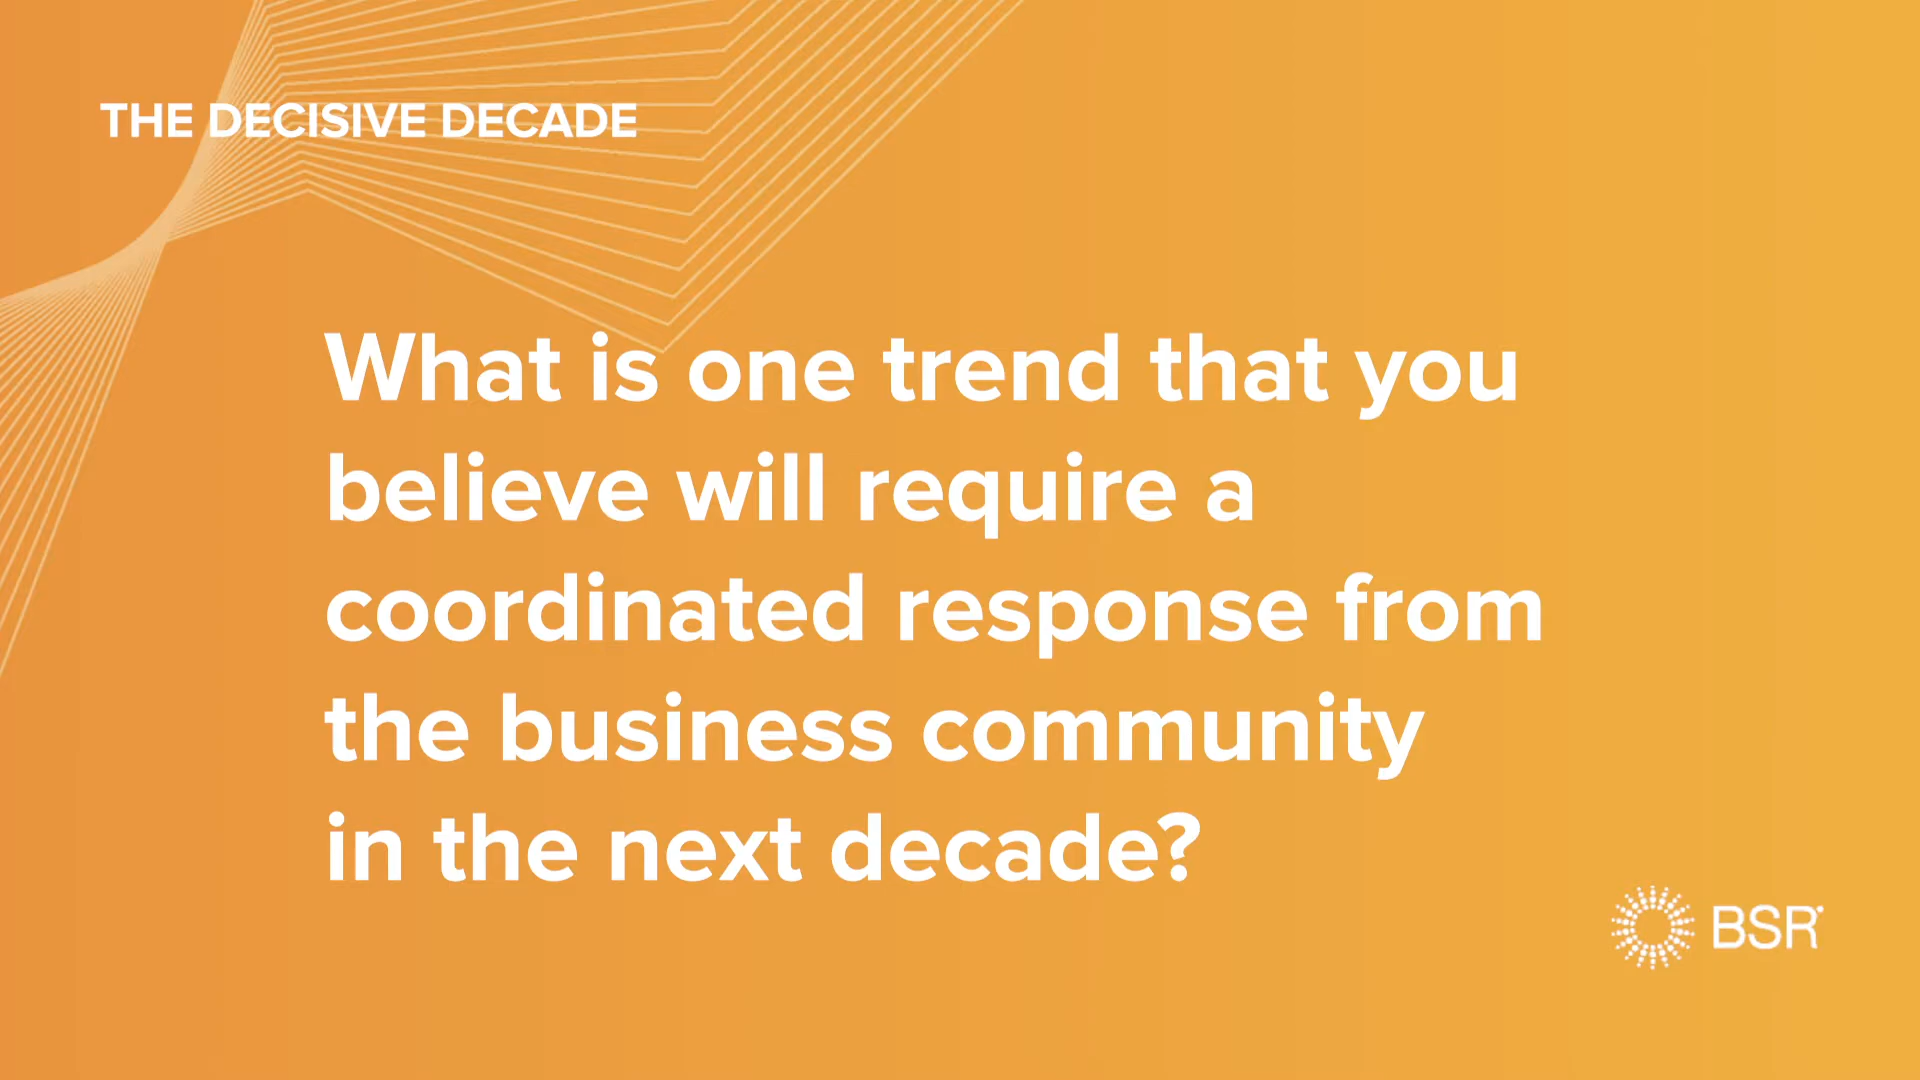 THE DECISIVE DECADE
What is one trend that you
believe will require a
coordinated response from
the business community
in the next decade?
BSR